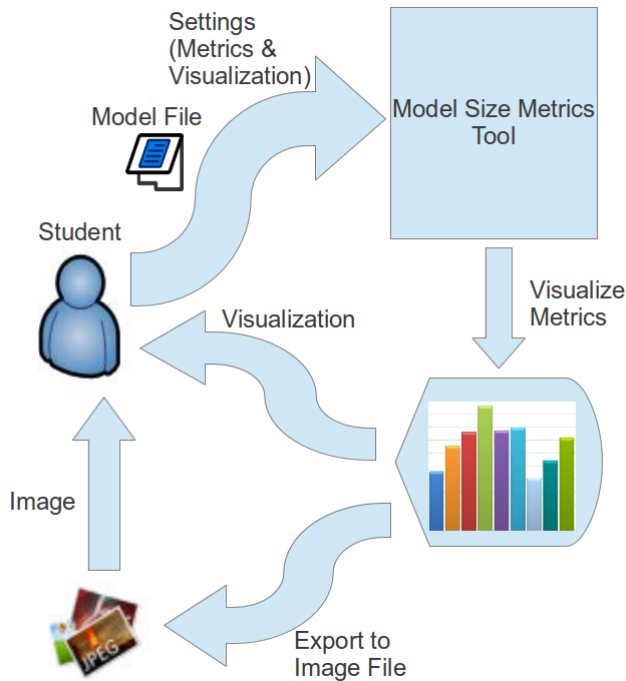 Settings
(Metrics &
Visualization)
Model File
Model Size Metrics
Tool
Student
Visualization
Visualize
Metrics
Image
JPEG
Export to
Image File